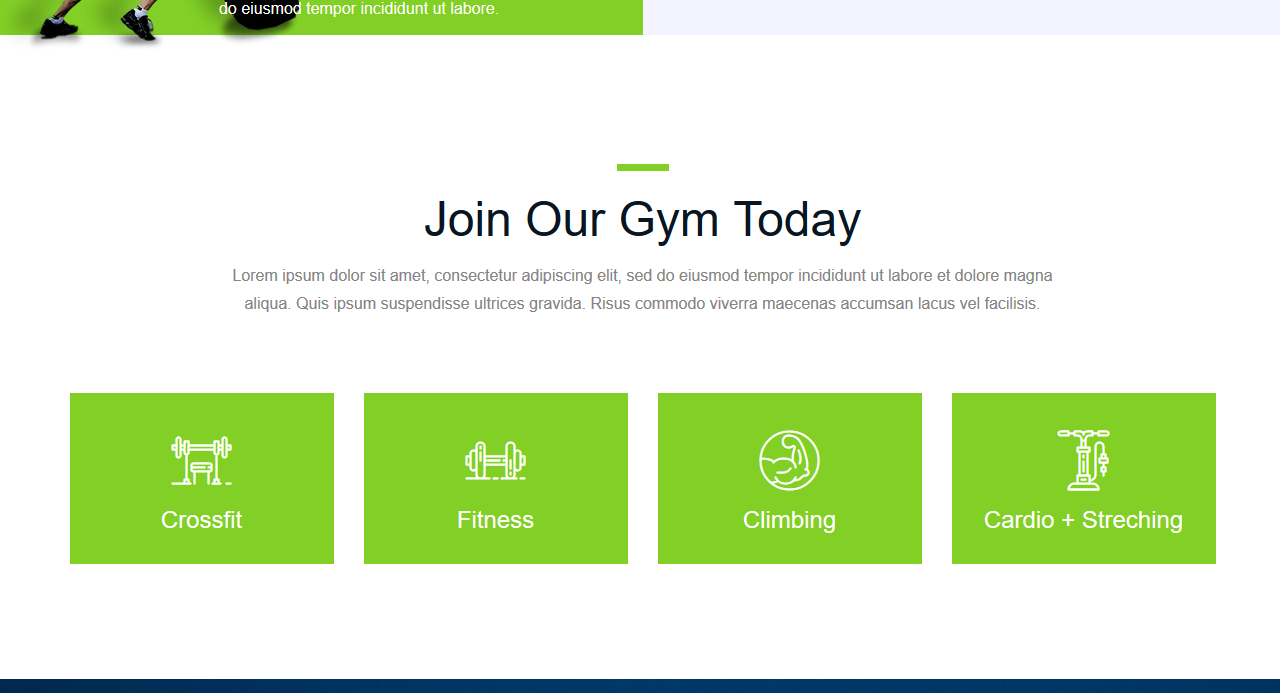 do eiusmod tempor incididunt ut labore.
Join Our Gym Today
Lorem ipsum dolor sit amet, consectetur adipiscing elit, sed do eiusmod tempor incididunt ut labore et dolore magna
aliqua. Quis ipsum suspendisse ultrices gravida. Risus commodo viverra maecenas accumsan lacus vel facilisis.
Crossfit
Fitness
Climbing
Cardio + Streching